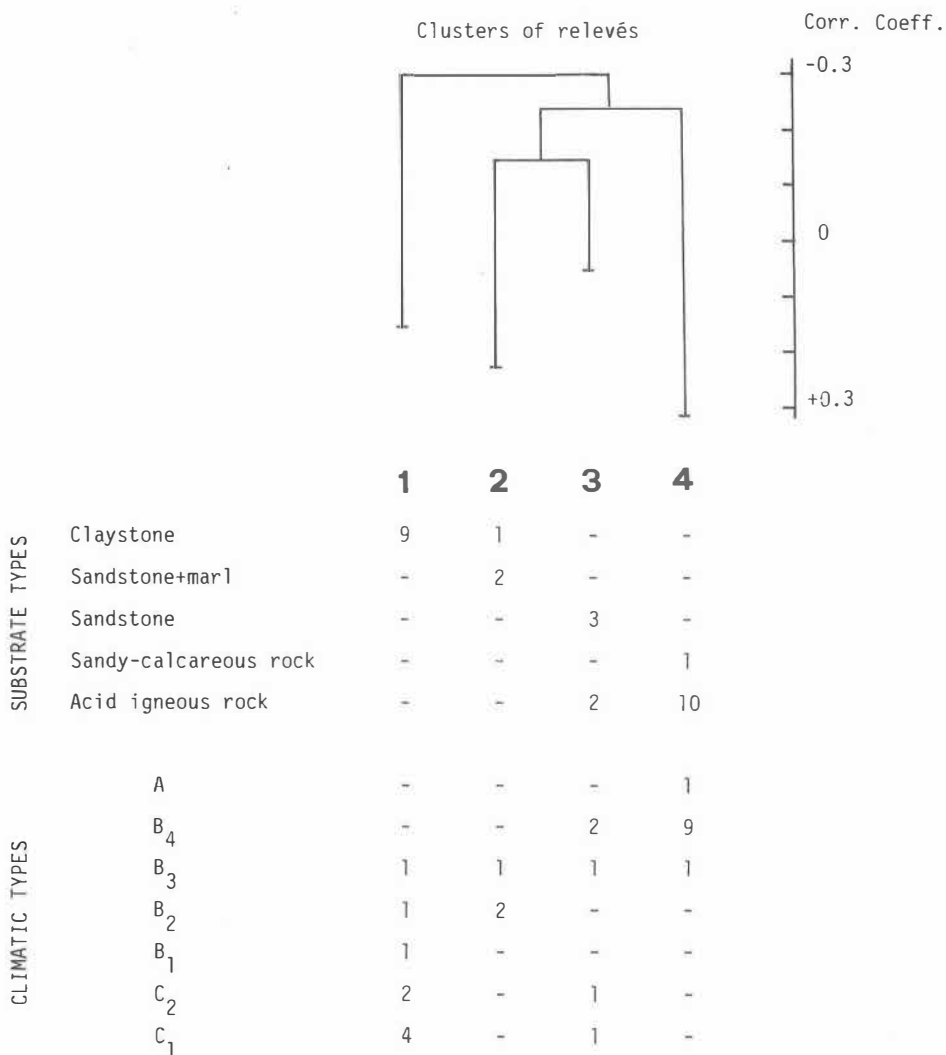 Clusters of relevés
Corr. Coeff.
-0.3
0
+0.3
1 2 3 4
SUBSTRATE TYPES
Claystone 9 1 - -
Sandstone+marl - 2 - -
Sandstone - - 3 -
Sandy-calcareous rock - - - 1
Acid igneous rock - - 2 10
CLIMATIC TYPES
A - - - 1
B4 - - 2 9
B3 1 1 1 1
B2 1 2 - -
B1 1 - - -
C2 2 - 1 -
C1 4 - 1 -